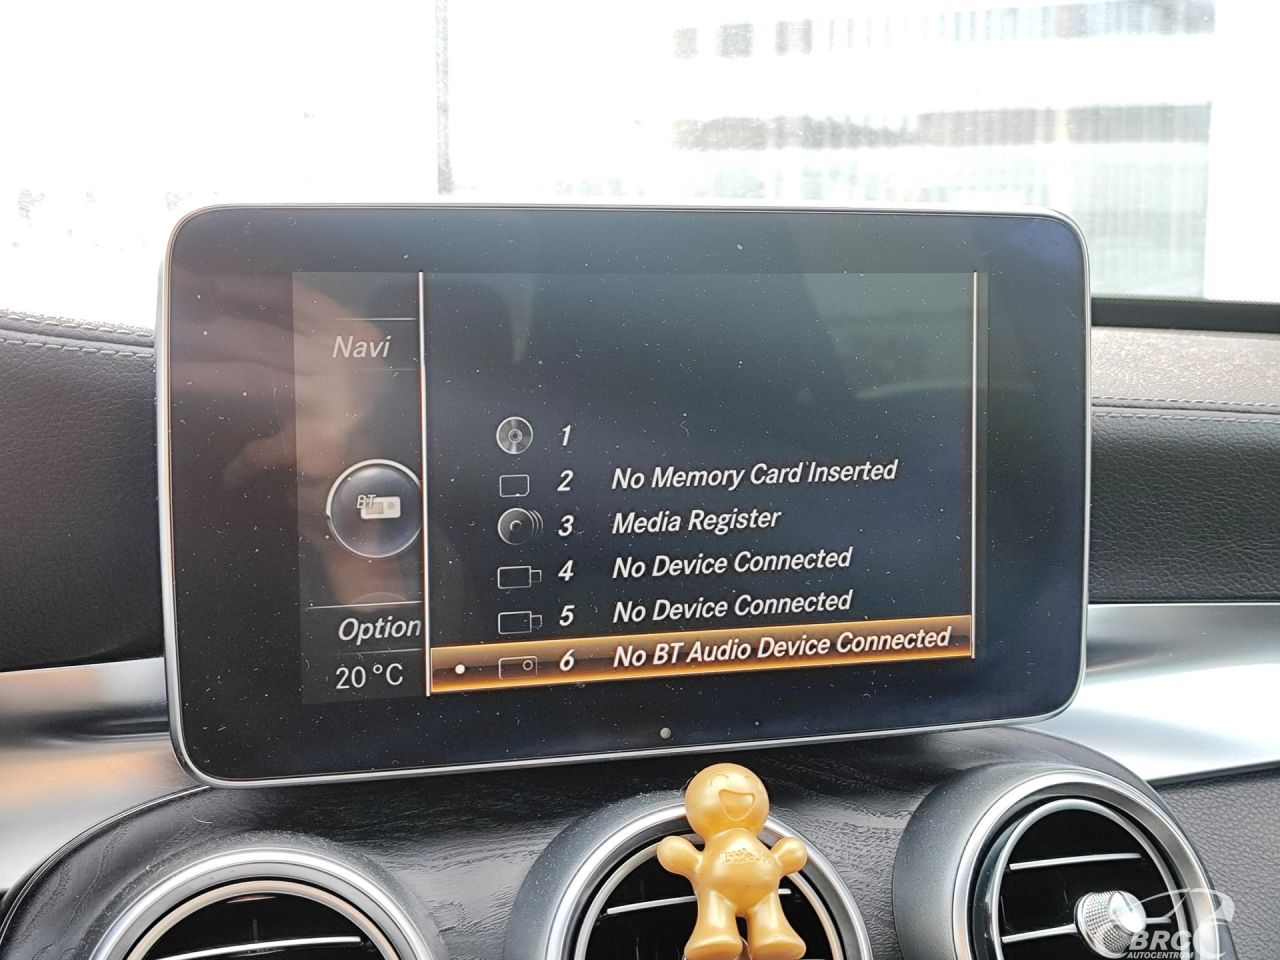 Navi
1
2 No Memory Card Inserted
3 Media Register
4 No Device Connected
5 No Device Connected
6 No BT Audio Device Connected
BT
Option
20 °C
BRC
AUTOCENTRUM